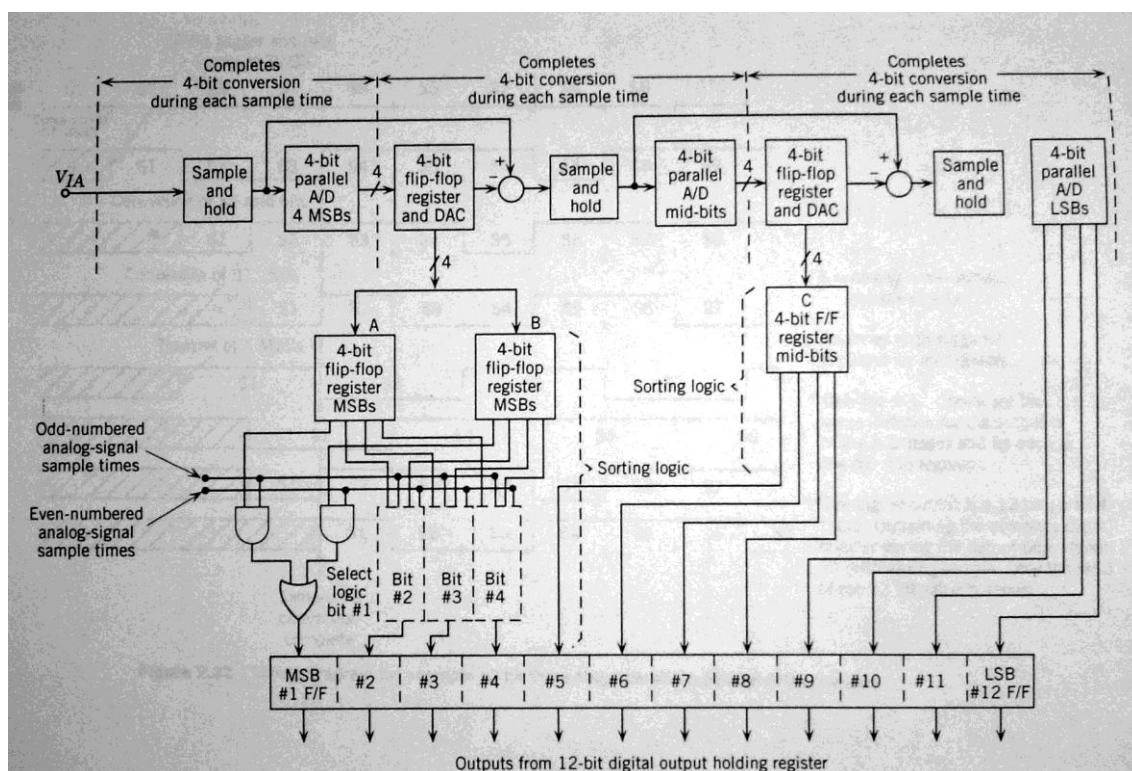 Completes
4-bit conversion
during each sample time
Completes
4-bit conversion
during each sample time
Completes
4-bit conversion
during each sample time
V_IA
Sample
and
hold
4-bit
parallel
A/D
4 MSBs
4
4-bit
flip-flop
register
and DAC
+
−
Sample
and
hold
4-bit
parallel
A/D
mid-bits
4
4-bit
flip-flop
register
and DAC
+
−
Sample
and
hold
4-bit
parallel
A/D
LSBs
4
4
A
4-bit
flip-flop
register
MSBs
B
4-bit
flip-flop
register
MSBs
C
4-bit F/F
register
mid-bits
Sorting logic
Sorting logic
Odd-numbered
analog-signal
sample times
Even-numbered
analog-signal
sample times
Select
logic
bit #1
Bit
#2
Bit
#3
Bit
#4
MSB
#1 F/F
#2
#3
#4
#5
#6
#7
#8
#9
#10
#11
LSB
#12 F/F
Outputs from 12-bit digital output holding register